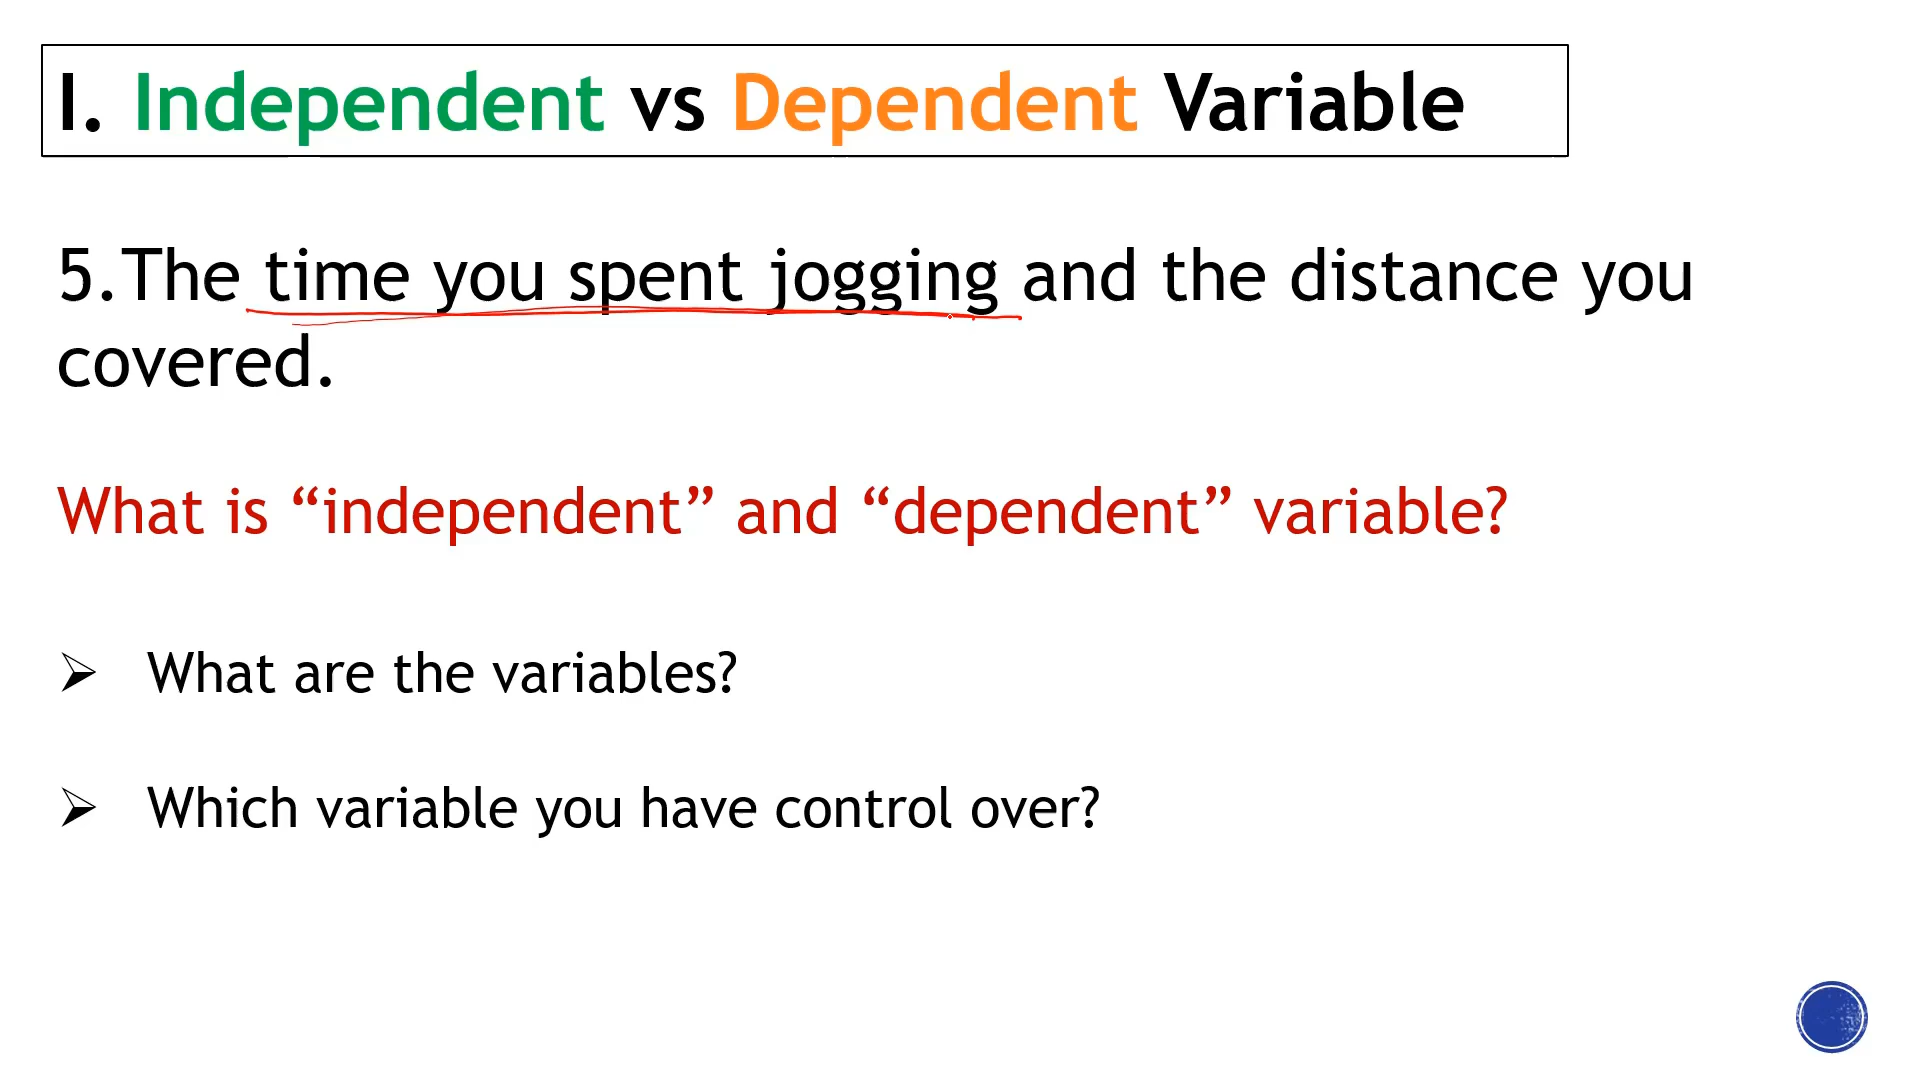 I. Independent vs Dependent Variable
5.The time you spent jogging and the distance you
covered.
What is “independent” and “dependent” variable?
➢ What are the variables?
➢ Which variable you have control over?